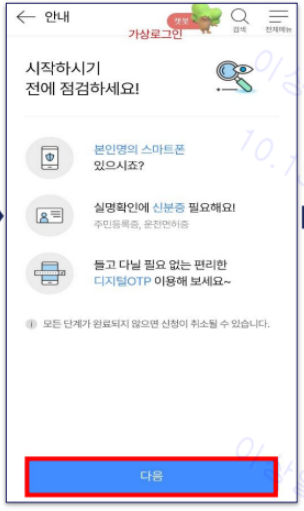 ← 안내
챗봇
검색
전체메뉴
가상로그인
시작하시기
전에 점검하세요!
본인명의 스마트폰
있으시죠?
실명확인에 신분증 필요해요!
주민등록증, 운전면허증
들고 다닐 필요 없는 편리한
디지털OTP 이용해 보세요~
모든 단계가 완료되지 않으면 신청이 취소될 수 있습니다.
다음